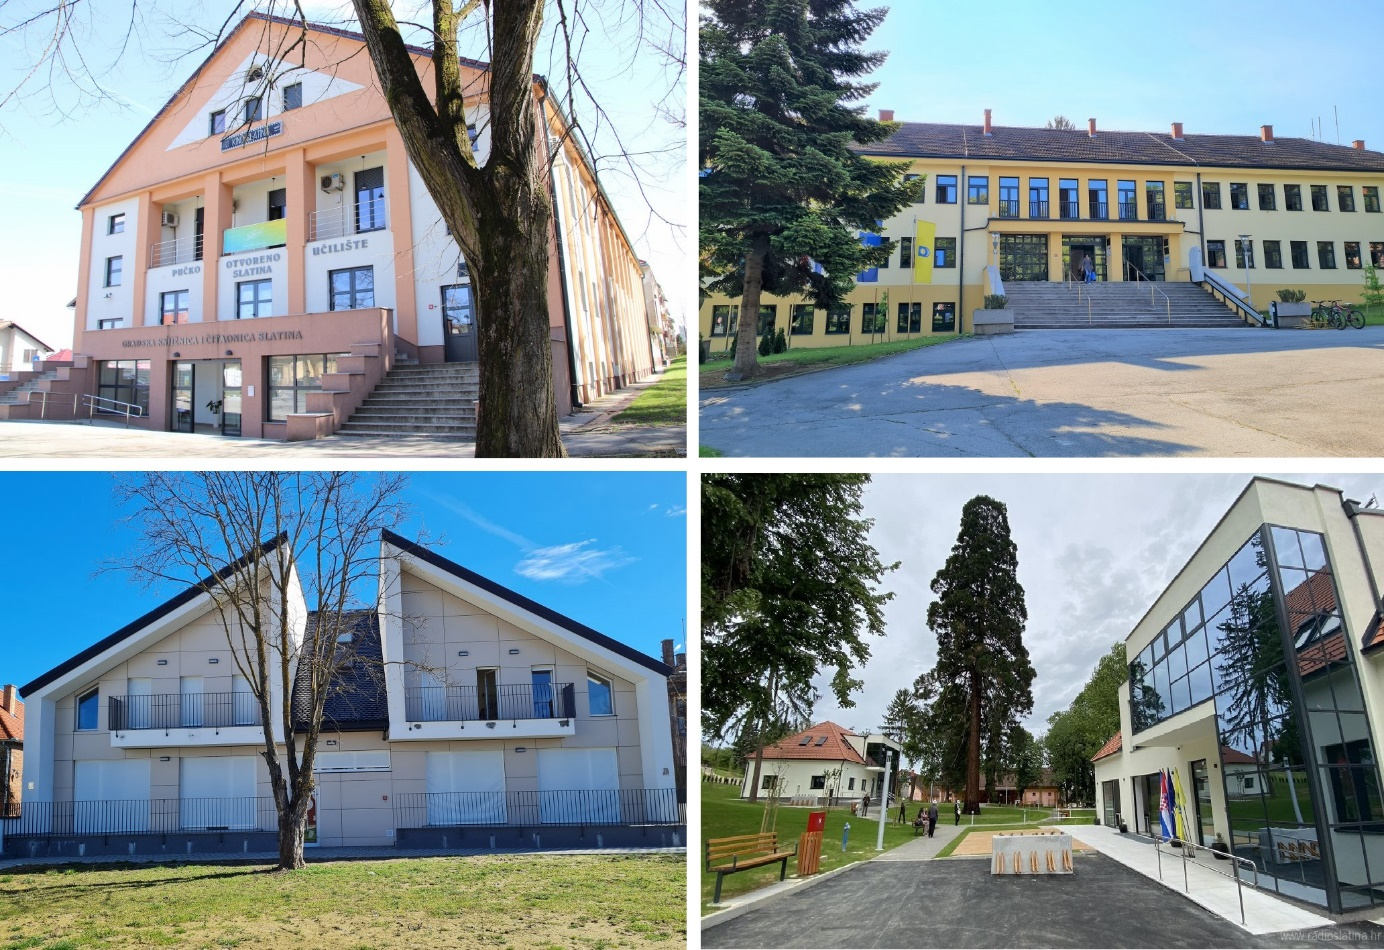 PUČKO
OTVORENO
UČILIŠTE
SLATINA
GRADSKA KNJIŽNICA I ČITAONICA SLATINA
www.radioslatina.hr